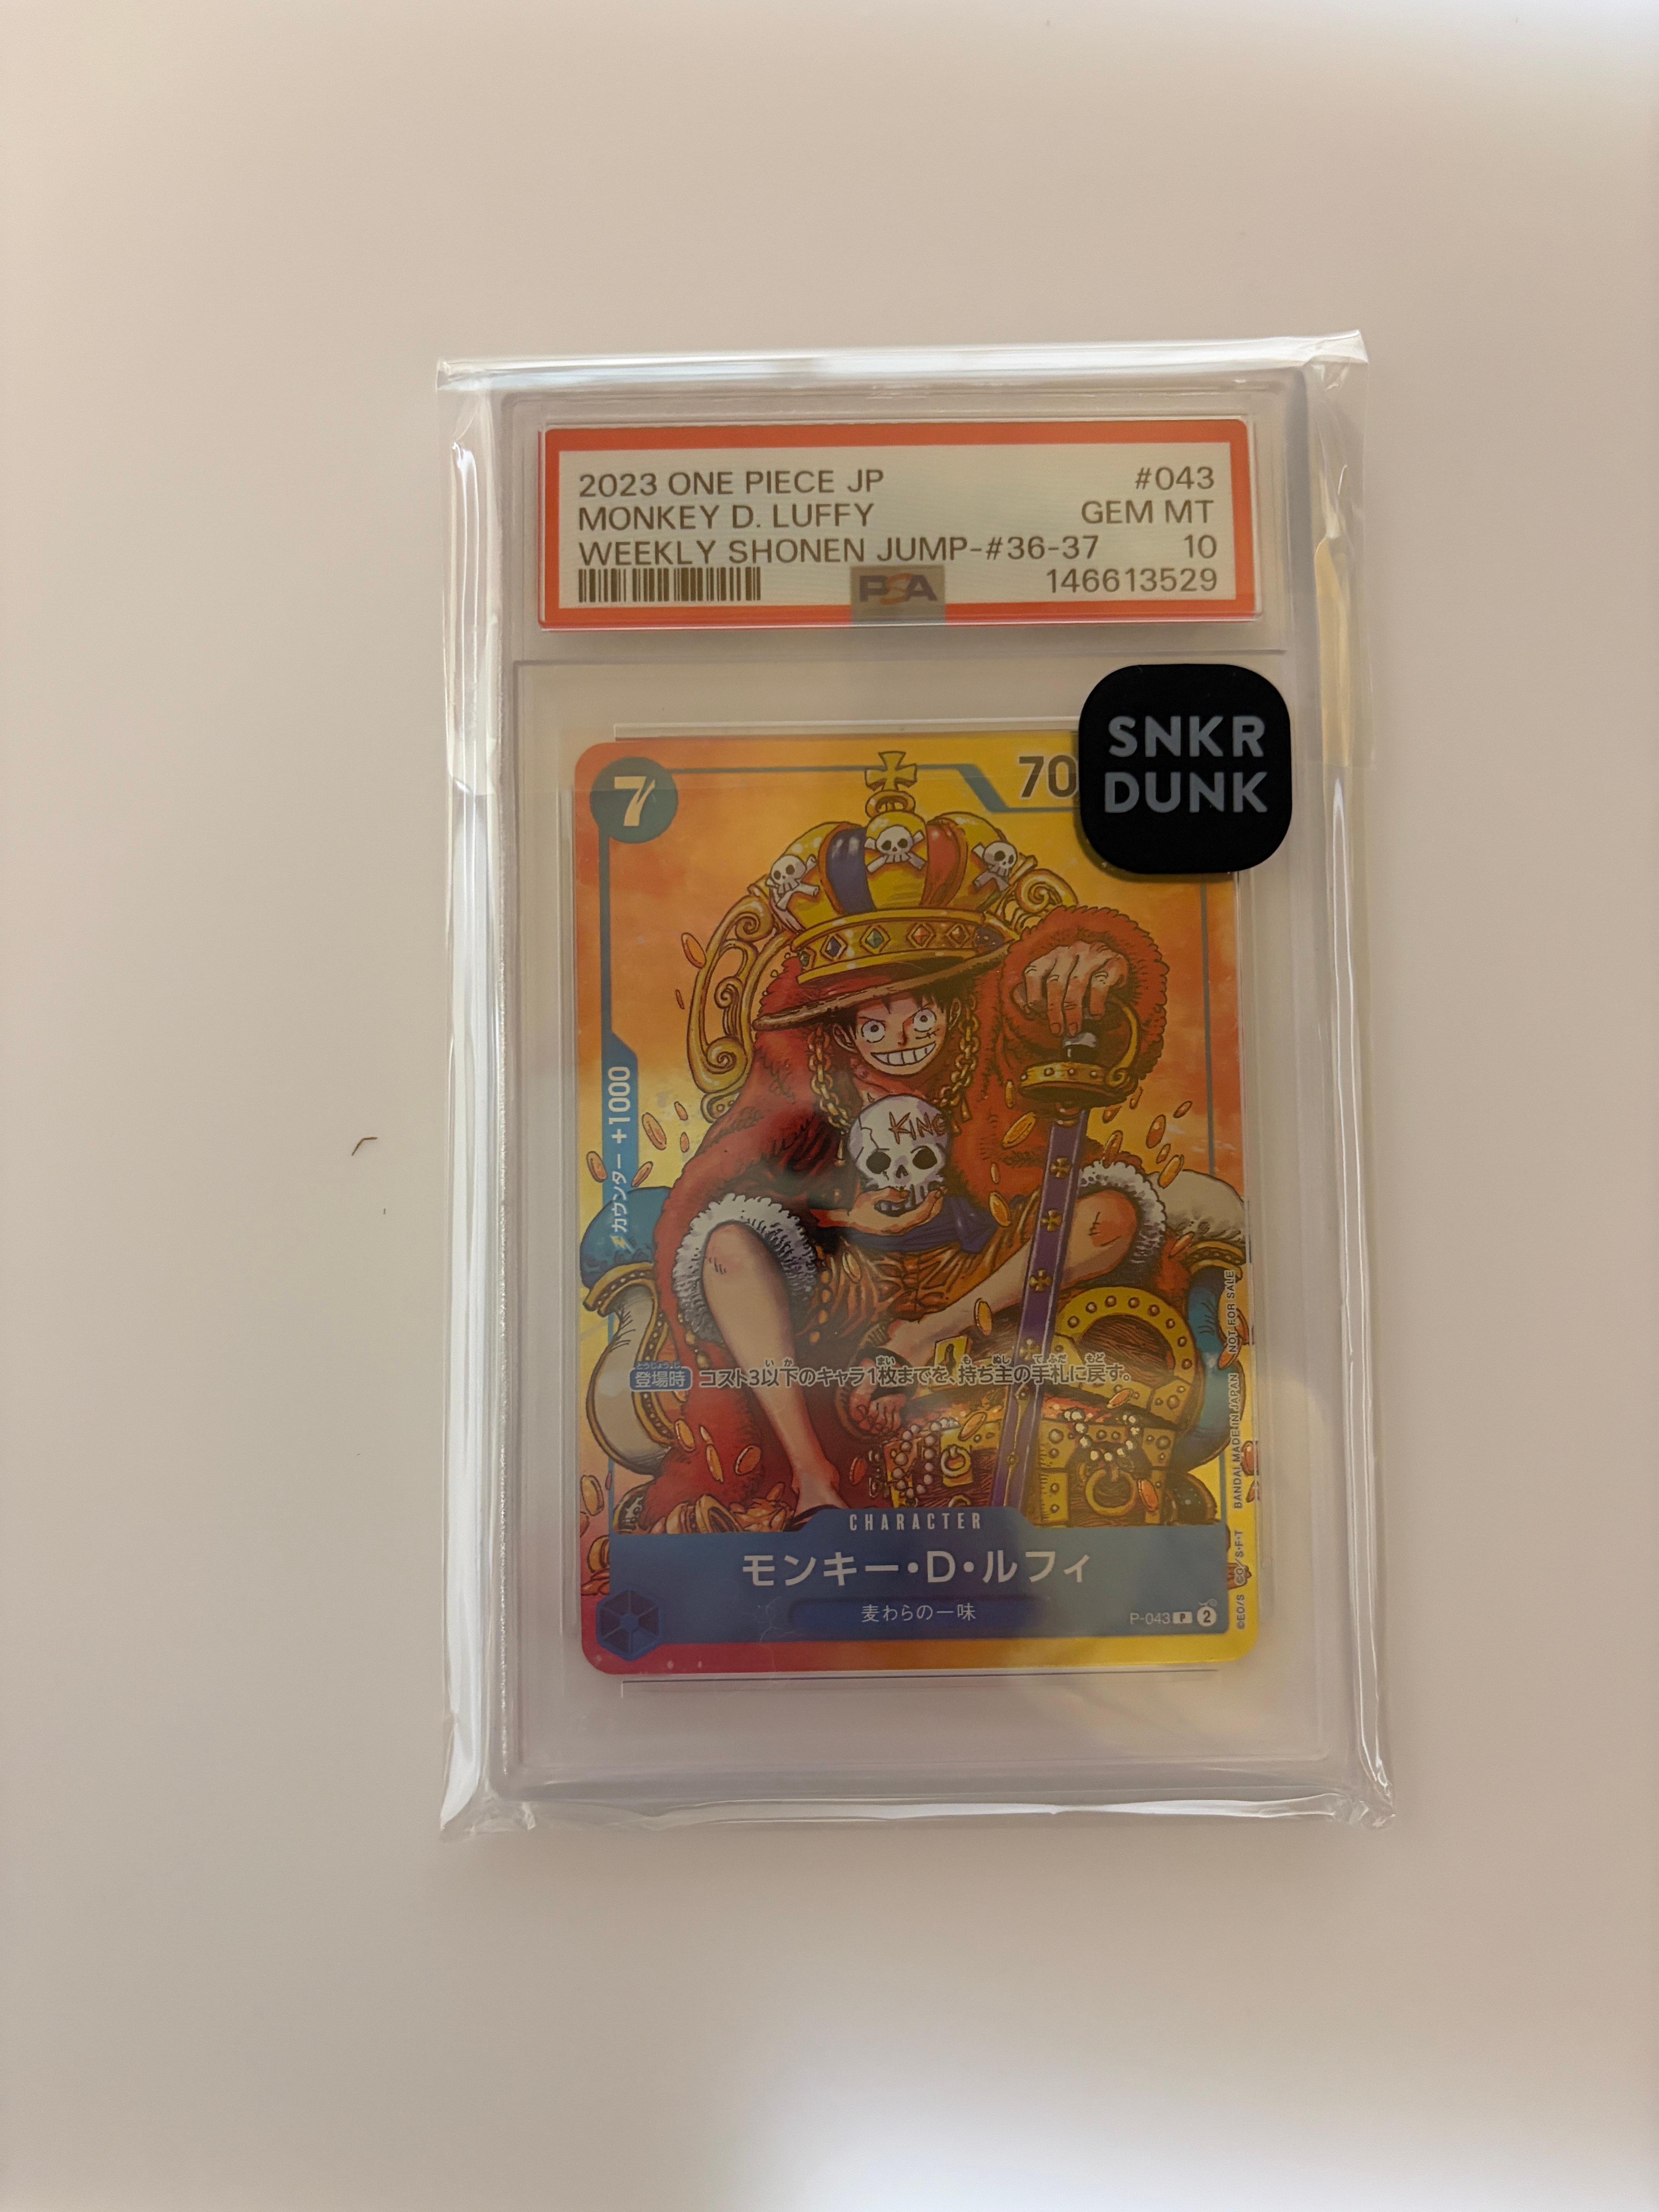 2023 ONE PIECE JP #043
MONKEY D. LUFFY GEM MT
WEEKLY SHONEN JUMP-#36-37 10
PSA 146613529
SNKR
DUNK
7
70
カウンター +1000
KING
登場時 コスト3以下のキャラ1枚までを、持ち主の手札に戻す。
CHARACTER
モンキー・D・ルフィ
麦わらの一味
P-043 P 2
©EO/S ©O/S・F・T BANDAI MADE IN JAPAN NOT FOR SALE